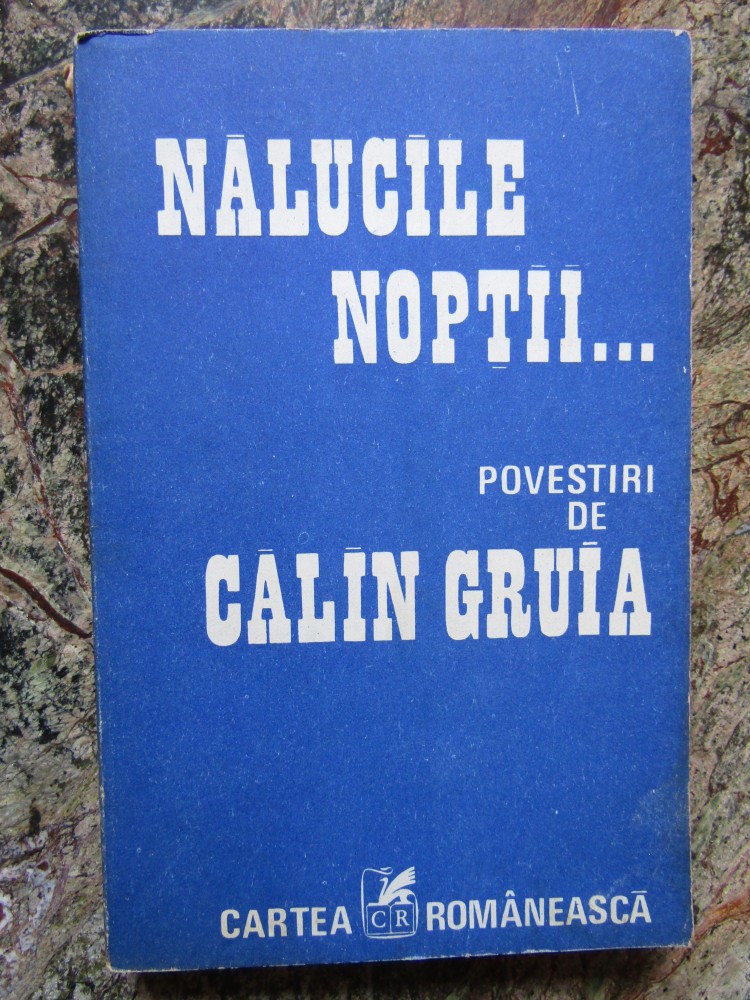 NĂLUCILE
NOPȚII...
POVESTIRI
DE
CĂLIN GRUIA
CARTEA CR ROMÂNEASCĂ